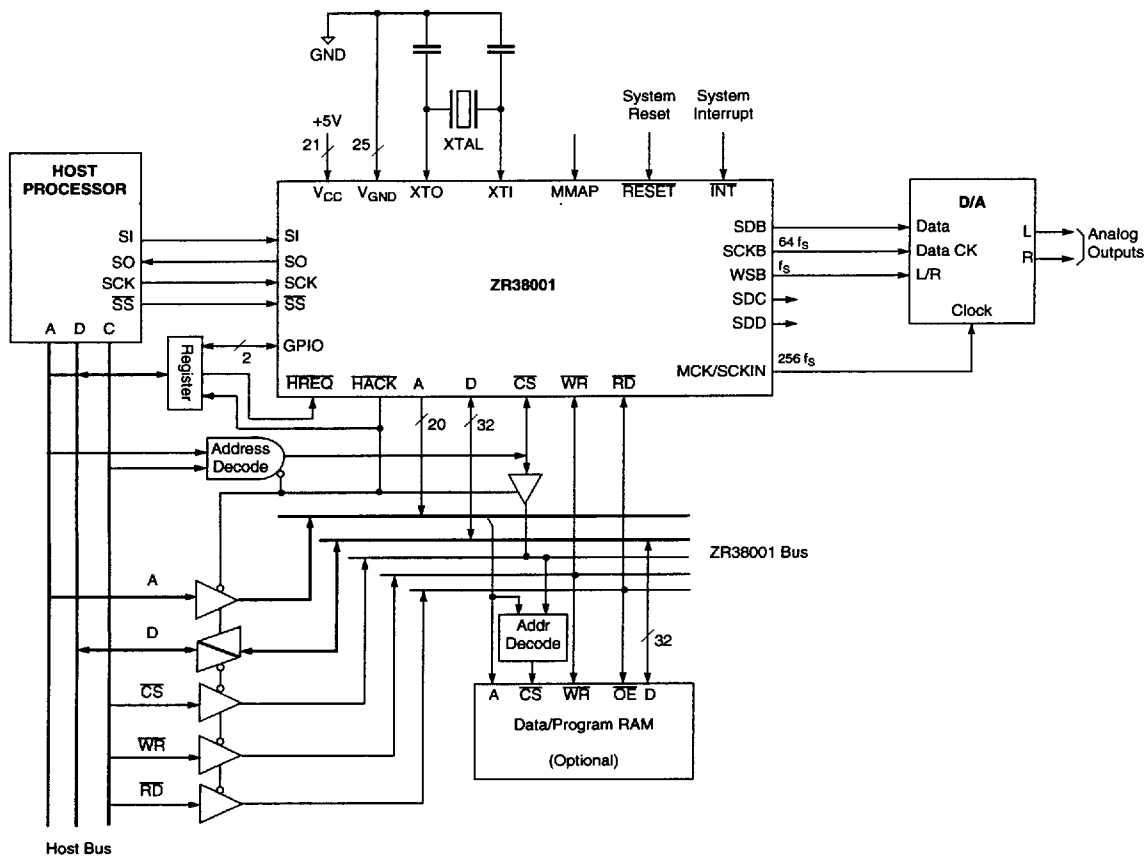 GND
+5V
21
25
XTAL
System
Reset
System
Interrupt
HOST
PROCESSOR
SI
SO
SCK
SS
A D C
VCC VGND XTO XTI MMAP RESET INT
SI
SO
SCK
SS
GPIO
ZR38001
SDB
SCKB
WSB
SDC
SDD
MCK/SCKIN
HREQ HACK A D CS WR RD
64 fS
fS
256 fS
D/A
Data
Data CK
L/R
L
R
Clock
Analog
Outputs
Register
2
20
32
Address
Decode
ZR38001 Bus
A
D
CS
WR
RD
Addr
Decode
32
A CS WR OE D
Data/Program RAM
(Optional)
Host Bus